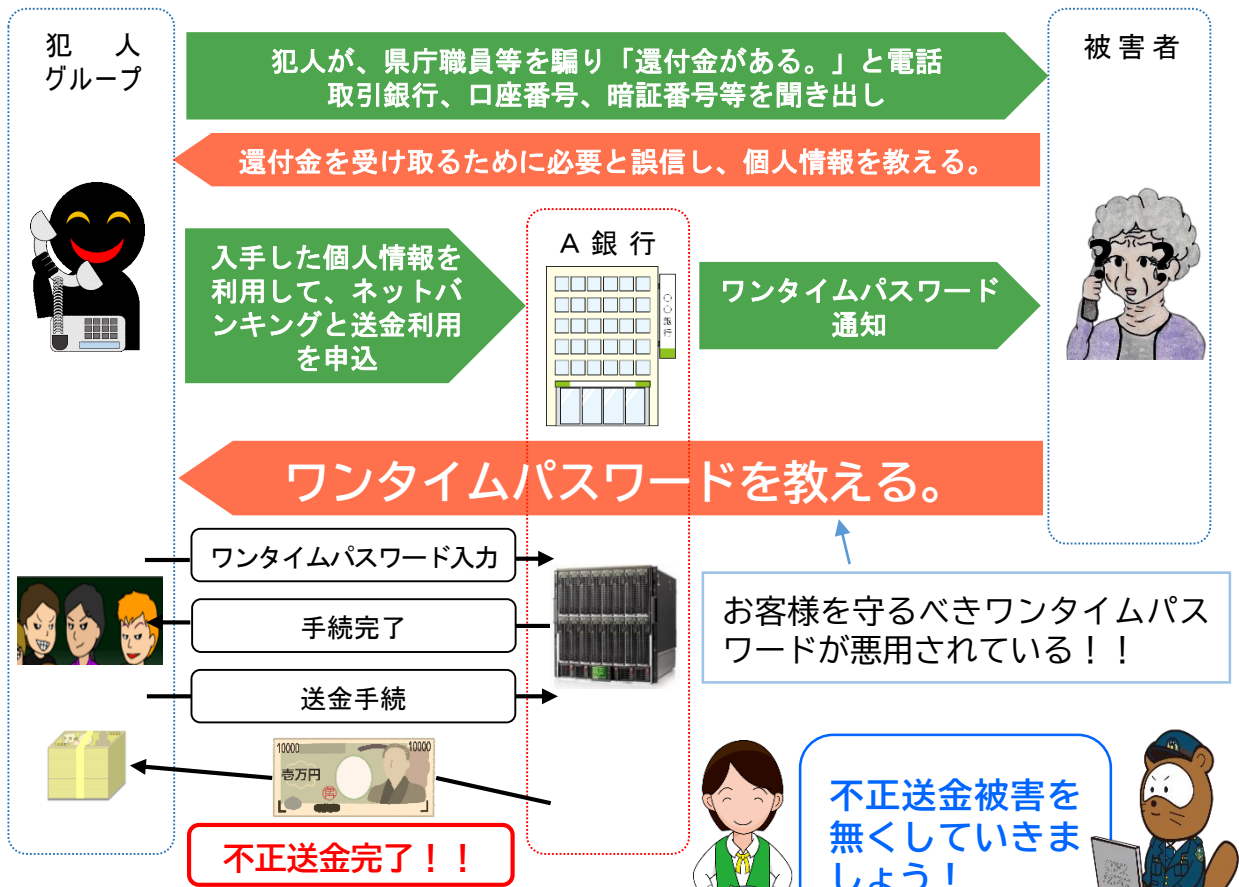 犯人
グループ
犯人が、県庁職員等を騙り「還付金がある。」と電話
取引銀行、口座番号、暗証番号等を聞き出し
被害者
還付金を受け取るために必要と誤信し、個人情報を教える。
入手した個人情報を
利用して、ネットバ
ンキングと送金利用
を申込
A 銀 行
〇〇銀行
ワンタイムパスワード
通知
? ?
ワンタイムパスワードを教える。
ワンタイムパスワード入力
手続完了
送金手続
お客様を守るべきワンタイムパス
ワードが悪用されている！！
10000 10000
壱万円
不正送金完了！！
不正送金被害を
無くしていきま
しょう！